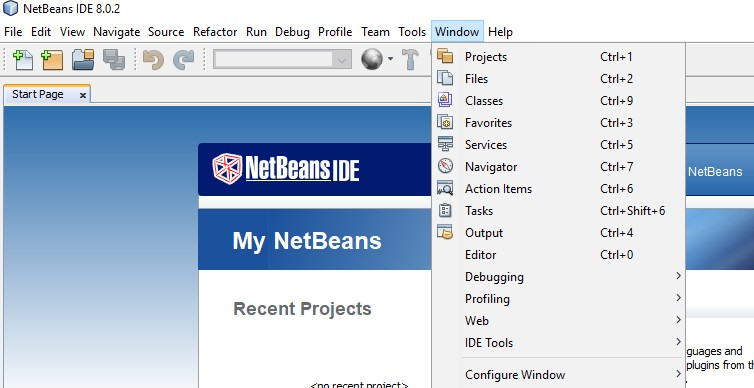 NetBeans IDE 8.0.2
File Edit View Navigate Source Refactor Run Debug Profile Team Tools Window Help
Start Page x
Projects Ctrl+1
Files Ctrl+2
Classes Ctrl+9
Favorites Ctrl+3
Services Ctrl+5
Navigator Ctrl+7
Action Items Ctrl+6
Tasks Ctrl+Shift+6
Output Ctrl+4
Editor Ctrl+0
Debugging
Profiling
Web
IDE Tools
Configure Window
NetBeans IDE
NetBeans
My NetBeans
Recent Projects
<no recent project>
guages and
plugins from th